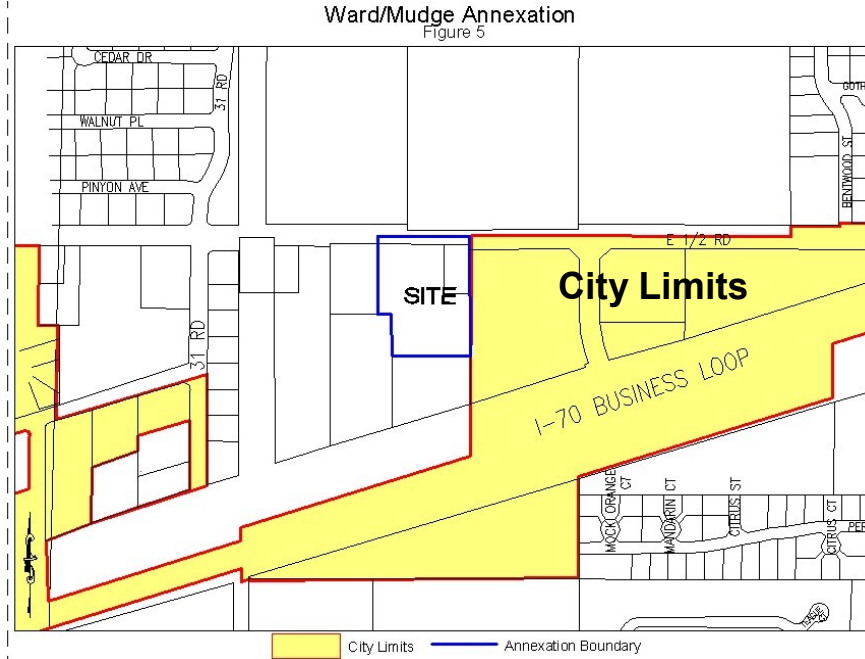 Ward/Mudge Annexation
Figure 5
CEDAR DR
31 RD
WALNUT PL
PINYON AVE
BENTWOOD ST
E 1/2 RD
SITE
City Limits
31 RD
I-70 BUSINESS LOOP
MOCK ORANGE
CT
MANDARIN CT
CITRUS ST
CITRUS CT
City Limits
Annexation Boundary